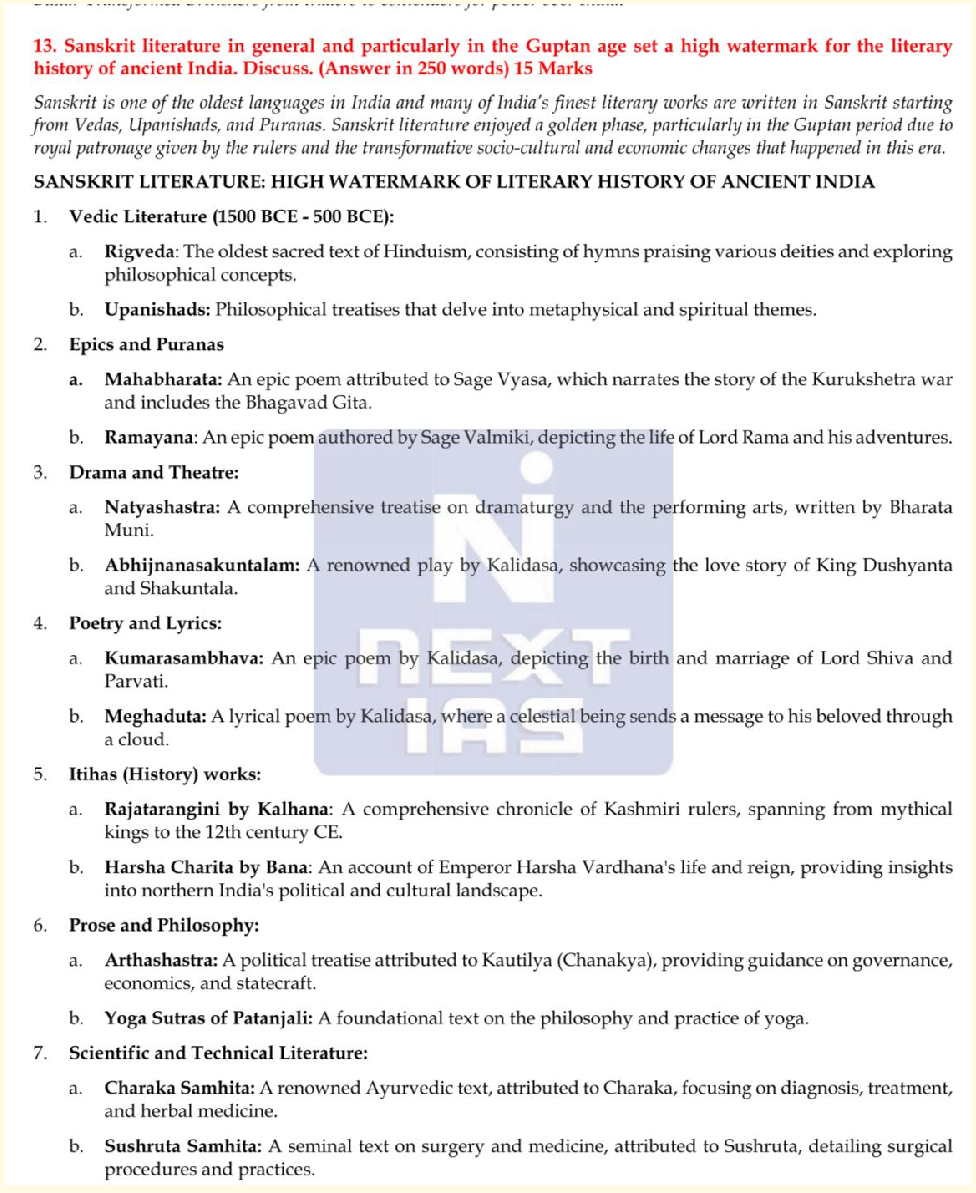 13. Sanskrit literature in general and particularly in the Guptan age set a high watermark for the literary
history of ancient India. Discuss. (Answer in 250 words) 15 Marks
Sanskrit is one of the oldest languages in India and many of India's finest literary works are written in Sanskrit starting
from Vedas, Upanishads, and Puranas. Sanskrit literature enjoyed a golden phase, particularly in the Guptan period due to
royal patronage given by the rulers and the transformative socio-cultural and economic changes that happened in this era.
SANSKRIT LITERATURE: HIGH WATERMARK OF LITERARY HISTORY OF ANCIENT INDIA
1. Vedic Literature (1500 BCE - 500 BCE):
a. Rigveda: The oldest sacred text of Hinduism, consisting of hymns praising various deities and exploring
philosophical concepts.
b. Upanishads: Philosophical treatises that delve into metaphysical and spiritual themes.
2. Epics and Puranas
a. Mahabharata: An epic poem attributed to Sage Vyasa, which narrates the story of the Kurukshetra war
and includes the Bhagavad Gita.
b. Ramayana: An epic poem authored by Sage Valmiki, depicting the life of Lord Rama and his adventures.
3. Drama and Theatre:
a. Natyashastra: A comprehensive treatise on dramaturgy and the performing arts, written by Bharata
Muni.
b. Abhijnanasakuntalam: A renowned play by Kalidasa, showcasing the love story of King Dushyanta
and Shakuntala.
4. Poetry and Lyrics:
a. Kumarasambhava: An epic poem by Kalidasa, depicting the birth and marriage of Lord Shiva and
Parvati.
b. Meghaduta: A lyrical poem by Kalidasa, where a celestial being sends a message to his beloved through
a cloud.
5. Itihas (History) works:
a. Rajatarangini by Kalhana: A comprehensive chronicle of Kashmiri rulers, spanning from mythical
kings to the 12th century CE.
b. Harsha Charita by Bana: An account of Emperor Harsha Vardhana's life and reign, providing insights
into northern India's political and cultural landscape.
6. Prose and Philosophy:
a. Arthashastra: A political treatise attributed to Kautilya (Chanakya), providing guidance on governance,
economics, and statecraft.
b. Yoga Sutras of Patanjali: A foundational text on the philosophy and practice of yoga.
7. Scientific and Technical Literature:
a. Charaka Samhita: A renowned Ayurvedic text, attributed to Charaka, focusing on diagnosis, treatment,
and herbal medicine.
b. Sushruta Samhita: A seminal text on surgery and medicine, attributed to Sushruta, detailing surgical
procedures and practices.
NEXT
IAS